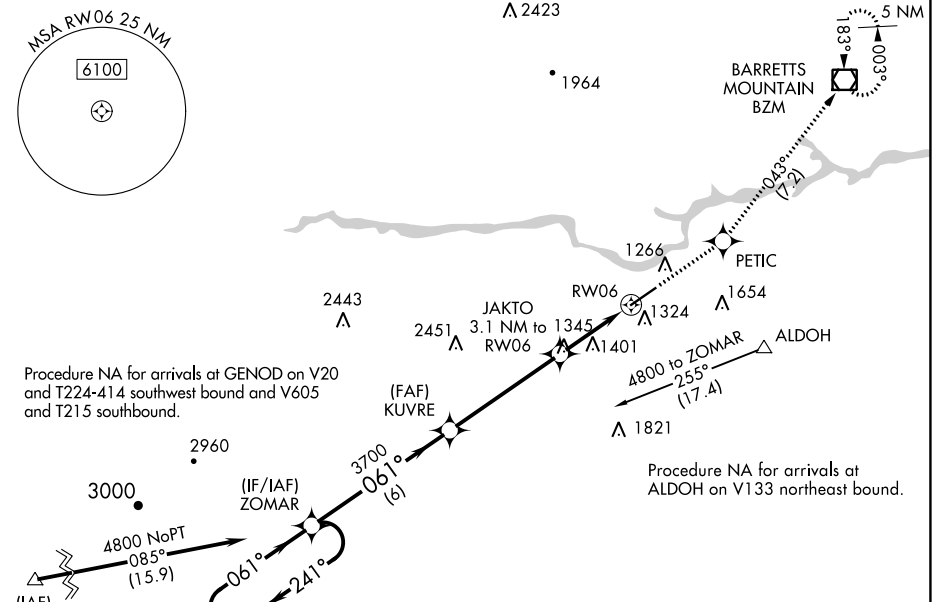 MSA RW06 25 NM
6100
2423
1964
5 NM
183°
003°
BARRETTS
MOUNTAIN
BZM
043°
(7.2)
PETIC
1266
RW06
1654
1324
JAKTO
3.1 NM to
RW06
1345
1401
2443
2451
ALDOH
4800 to ZOMAR
255°
(17.4)
1821
Procedure NA for arrivals at GENOD on V20
and T224-414 southwest bound and V605
and T215 southbound.
(FAF)
KUVRE
2960
3000
3700
061°
(6)
Procedure NA for arrivals at
ALDOH on V133 northeast bound.
(IF/IAF)
ZOMAR
4800 NoPT
085°
(15.9)
061°
241°
(IAF)